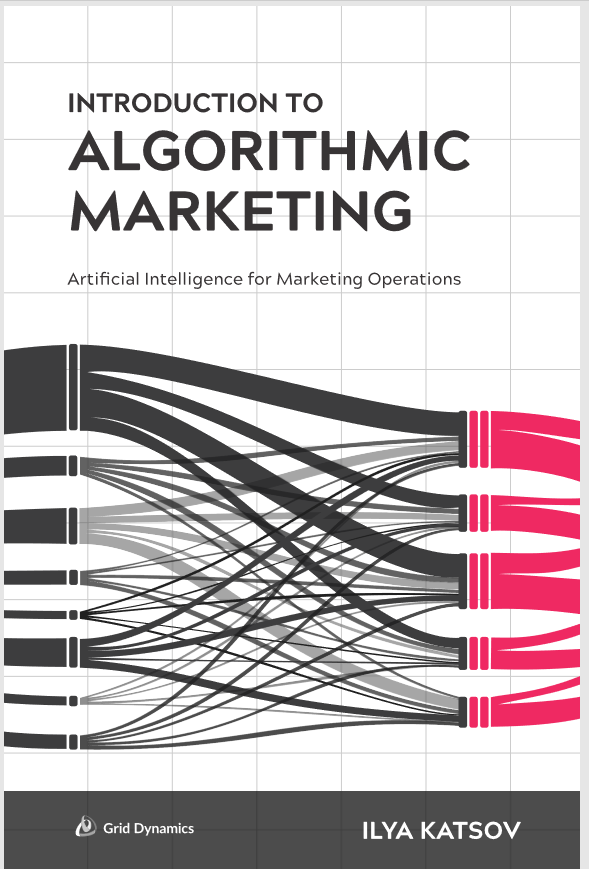 INTRODUCTION TO
ALGORITHMIC
MARKETING
Artificial Intelligence for Marketing Operations
Grid Dynamics
ILYA KATSOV